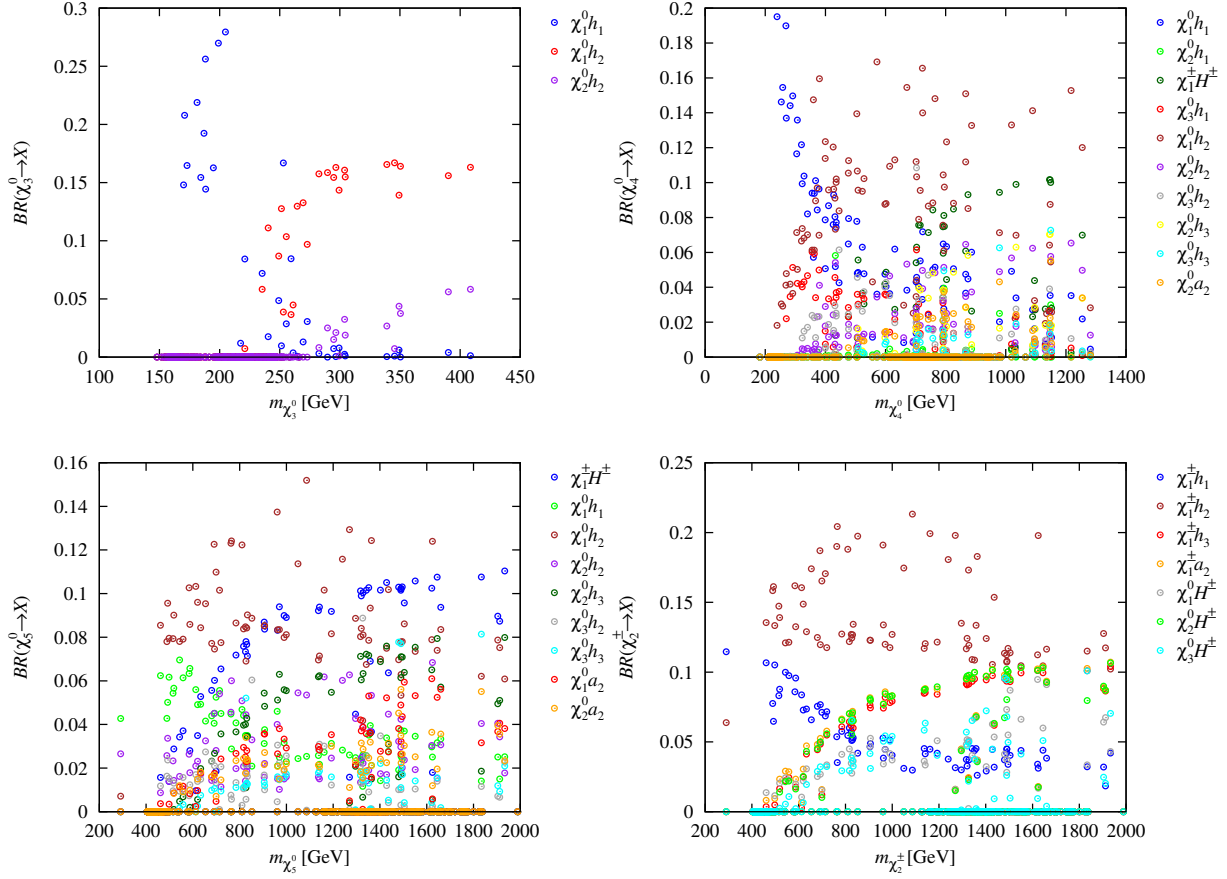 0.3
0.25
0.2
0.15
0.1
0.05
0
100 150 200 250 300 350 400 450
BR(χ₃⁰→X)
m_χ₃⁰ [GeV]
χ₁⁰h₁
χ₁⁰h₂
χ₂⁰h₂
0.2
0.18
0.16
0.14
0.12
0.1
0.08
0.06
0.04
0.02
0
0 200 400 600 800 1000 1200 1400
BR(χ₄⁰→X)
m_χ₄⁰ [GeV]
χ₁⁰h₁
χ₂⁰h₁
χ₁±H±
χ₃⁰h₁
χ₁⁰h₂
χ₂⁰h₂
χ₃⁰h₂
χ₂⁰h₃
χ₃⁰h₃
χ₂⁰a₂
0.16
0.14
0.12
0.1
0.08
0.06
0.04
0.02
0
200 400 600 800 1000 1200 1400 1600 1800 2000
BR(χ₅⁰→X)
m_χ₅⁰ [GeV]
χ₁±H±
χ₁⁰h₁
χ₁⁰h₂
χ₂⁰h₂
χ₂⁰h₃
χ₃⁰h₂
χ₃⁰h₃
χ₁⁰a₂
χ₂⁰a₂
0.25
0.2
0.15
0.1
0.05
0
200 400 600 800 1000 1200 1400 1600 1800 2000
BR(χ₂±→X)
m_χ₂± [GeV]
χ₁±h₁
χ₁±h₂
χ₁±h₃
χ₁±a₂
χ₁⁰H±
χ₂⁰H±
χ₃⁰H±